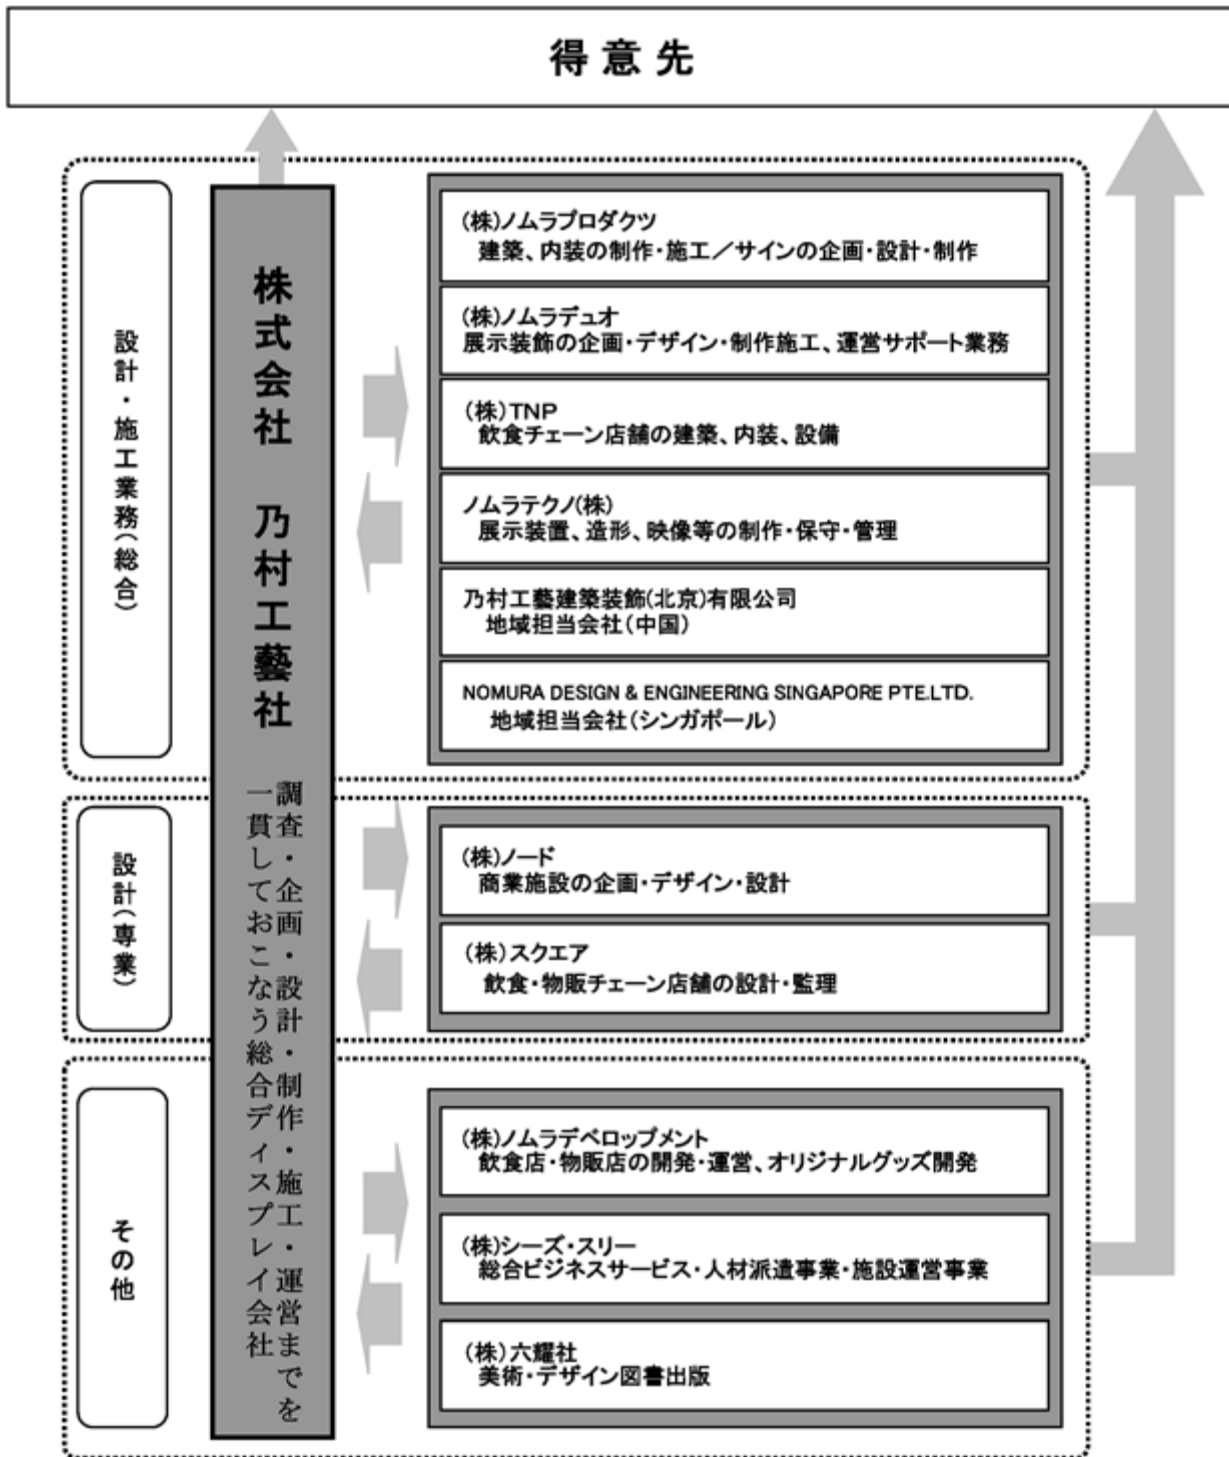 得意先
設計・施工業務(総合)
株式会社 乃村工藝社
調査・企画・設計・制作・施工・運営までを
一貫しておこなう総合ディスプレイ会社
(株)ノムラプロダクツ
建築、内装の制作・施工／サインの企画・設計・制作
(株)ノムラデュオ
展示装飾の企画・デザイン・制作施工、運営サポート業務
(株)TNP
飲食チェーン店舗の建築、内装、設備
ノムラテクノ(株)
展示装置、造形、映像等の制作・保守・管理
乃村工藝建築装飾(北京)有限公司
地域担当会社(中国)
NOMURA DESIGN & ENGINEERING SINGAPORE PTE.LTD.
地域担当会社(シンガポール)
設計(専業)
(株)ノード
商業施設の企画・デザイン・設計
(株)スクエア
飲食・物販チェーン店舗の設計・監理
その他
(株)ノムラデベロップメント
飲食店・物販店の開発・運営、オリジナルグッズ開発
(株)シーズ・スリー
総合ビジネスサービス・人材派遣事業・施設運営事業
(株)六耀社
美術・デザイン図書出版